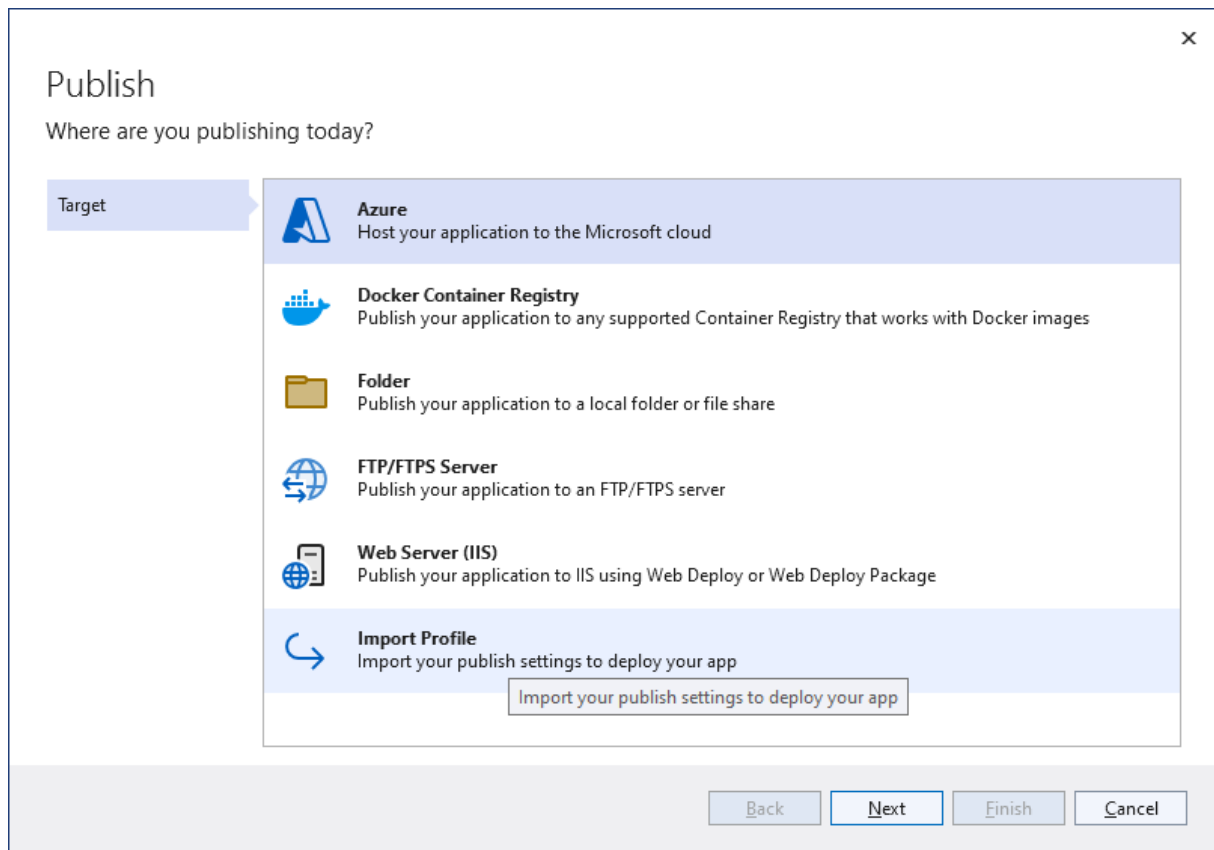 Publish
Where are you publishing today?
Target
Azure
Host your application to the Microsoft cloud
Docker Container Registry
Publish your application to any supported Container Registry that works with Docker images
Folder
Publish your application to a local folder or file share
FTP/FTPS Server
Publish your application to an FTP/FTPS server
Web Server (IIS)
Publish your application to IIS using Web Deploy or Web Deploy Package
Import Profile
Import your publish settings to deploy your app
Import your publish settings to deploy your app
Back Next Finish Cancel